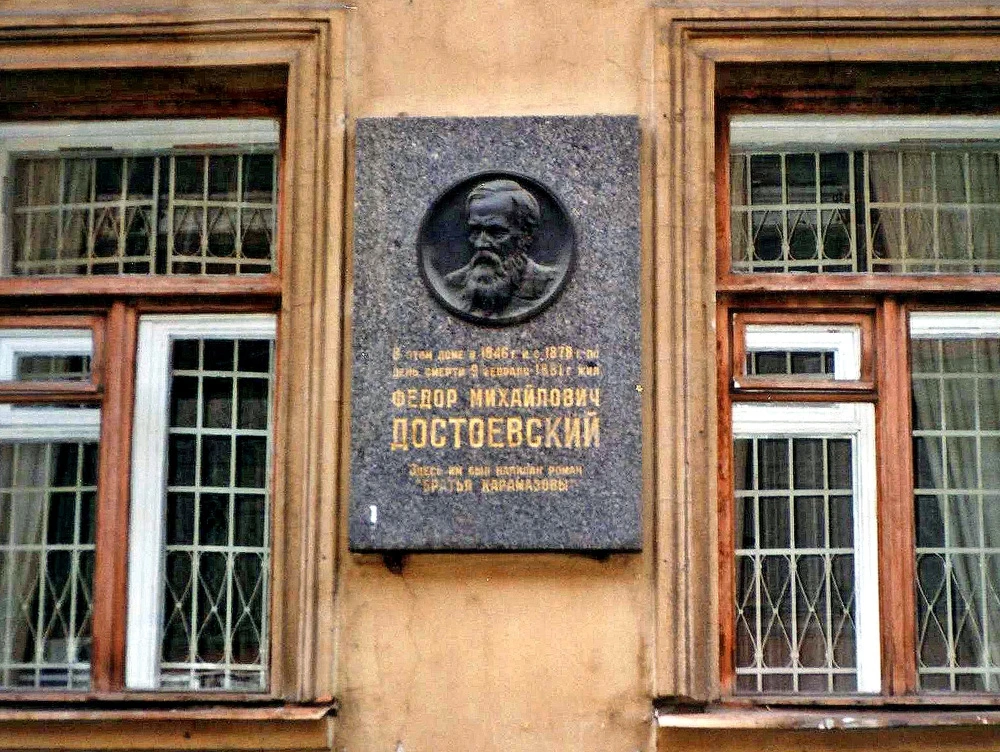 В этом доме в 1846 г. и с 1878 г. по
день смерти 9 февраля 1881 г. жил
ФЕДОР МИХАЙЛОВИЧ
ДОСТОЕВСКИЙ
Здесь им был написан роман
"БРАТЬЯ КАРАМАЗОВЫ"